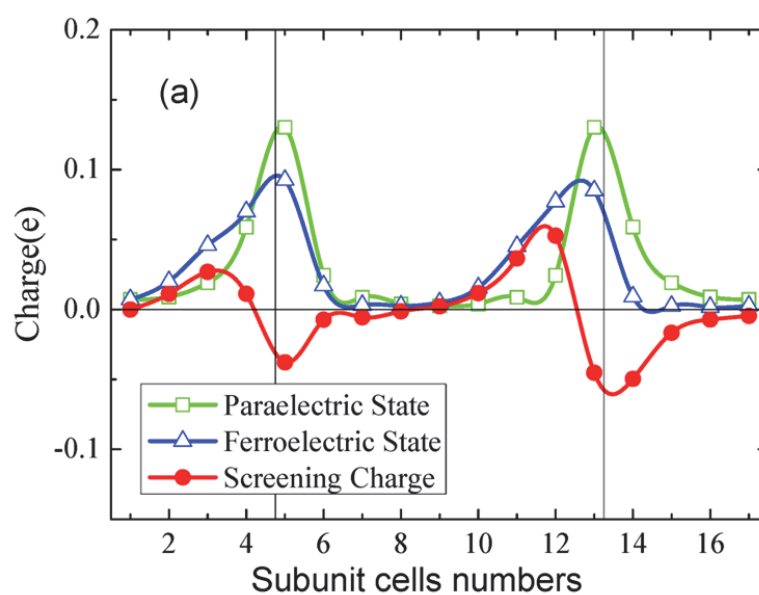 0.2
(a)
0.1
Charge(e)
0.0
Paraelectric State
Ferroelectric State
-0.1
Screening Charge
2 4 6 8 10 12 14 16
Subunit cells numbers